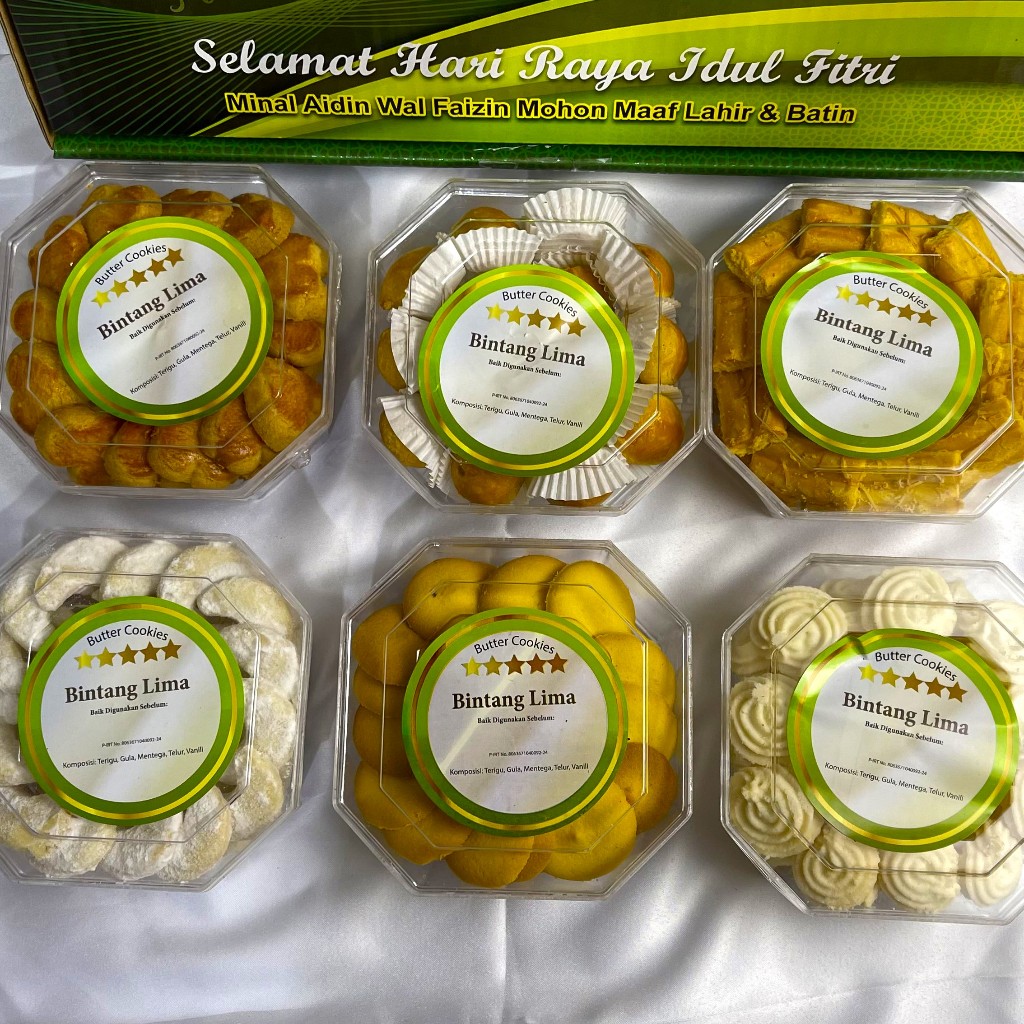 Selamat Hari Raya Idul Fitri
Minal Aidin Wal Faizin Mohon Maaf Lahir & Batin
Butter Cookies
Bintang Lima
Baik Digunakan Sebelum:
P-IRT No. 8063071040092-24
Komposisi: Terigu, Gula, Mentega, Telur, Vanili
Butter Cookies
Bintang Lima
Baik Digunakan Sebelum:
Komposisi: Terigu, Gula, Mentega, Telur, Vanili
Butter Cookies
Bintang Lima
Baik Digunakan Sebelum:
Komposisi: Terigu, Gula, Mentega, Telur, Vanili
Butter Cookies
Bintang Lima
Baik Digunakan Sebelum:
Komposisi: Terigu, Gula, Mentega, Telur, Vanili
Butter Cookies
Bintang Lima
Baik Digunakan Sebelum:
Komposisi: Terigu, Gula, Mentega, Telur, Vanili
Butter Cookies
Bintang Lima
Baik Digunakan Sebelum:
Komposisi: Terigu, Gula, Mentega, Telur, Vanili